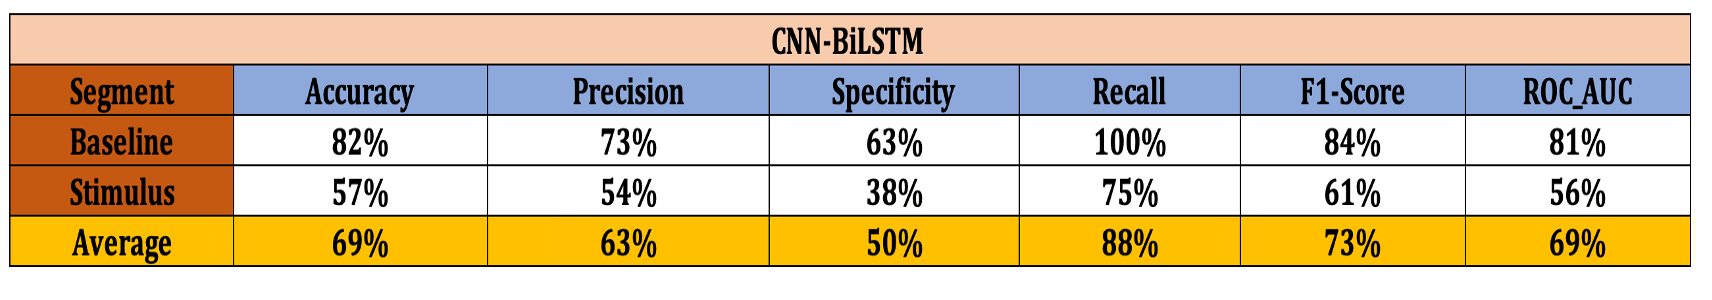 CNN-BiLSTM
Segment Accuracy Precision Specificity Recall F1-Score ROC_AUC
Baseline 82% 73% 63% 100% 84% 81%
Stimulus 57% 54% 38% 75% 61% 56%
Average 69% 63% 50% 88% 73% 69%